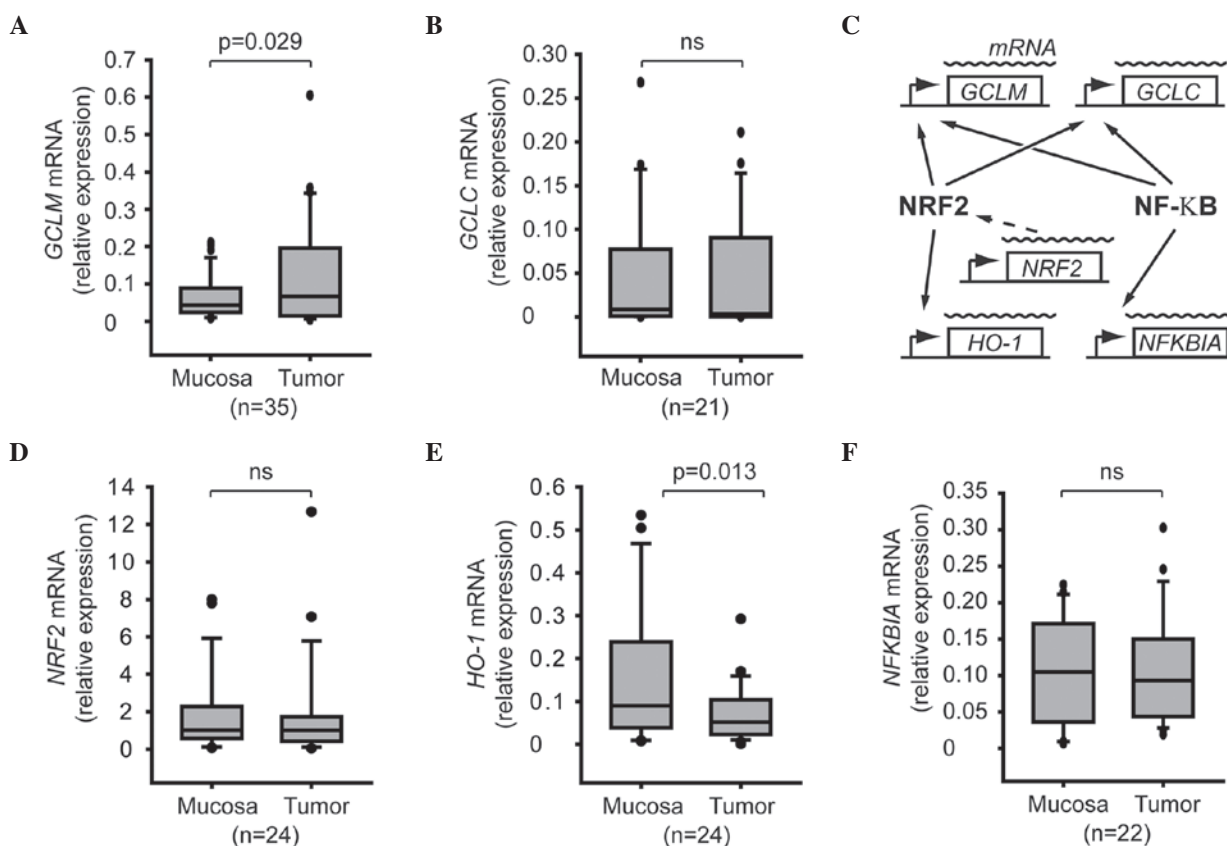 A
p=0.029
GCLM mRNA
(relative expression)
0.7
0.6
0.5
0.4
0.3
0.2
0.1
0
Mucosa Tumor
(n=35)
B
ns
GCLC mRNA
(relative expression)
0.30
0.25
0.20
0.15
0.10
0.05
0
Mucosa Tumor
(n=21)
C
mRNA
GCLM GCLC
NRF2 NF-κB
NRF2
HO-1 NFKBIA
D
ns
NRF2 mRNA
(relative expression)
14
12
10
8
6
4
2
0
Mucosa Tumor
(n=24)
E
p=0.013
HO-1 mRNA
(relative expression)
0.6
0.5
0.4
0.3
0.2
0.1
0
Mucosa Tumor
(n=24)
F
ns
NFKBIA mRNA
(relative expression)
0.35
0.30
0.25
0.20
0.15
0.10
0.05
0
Mucosa Tumor
(n=22)